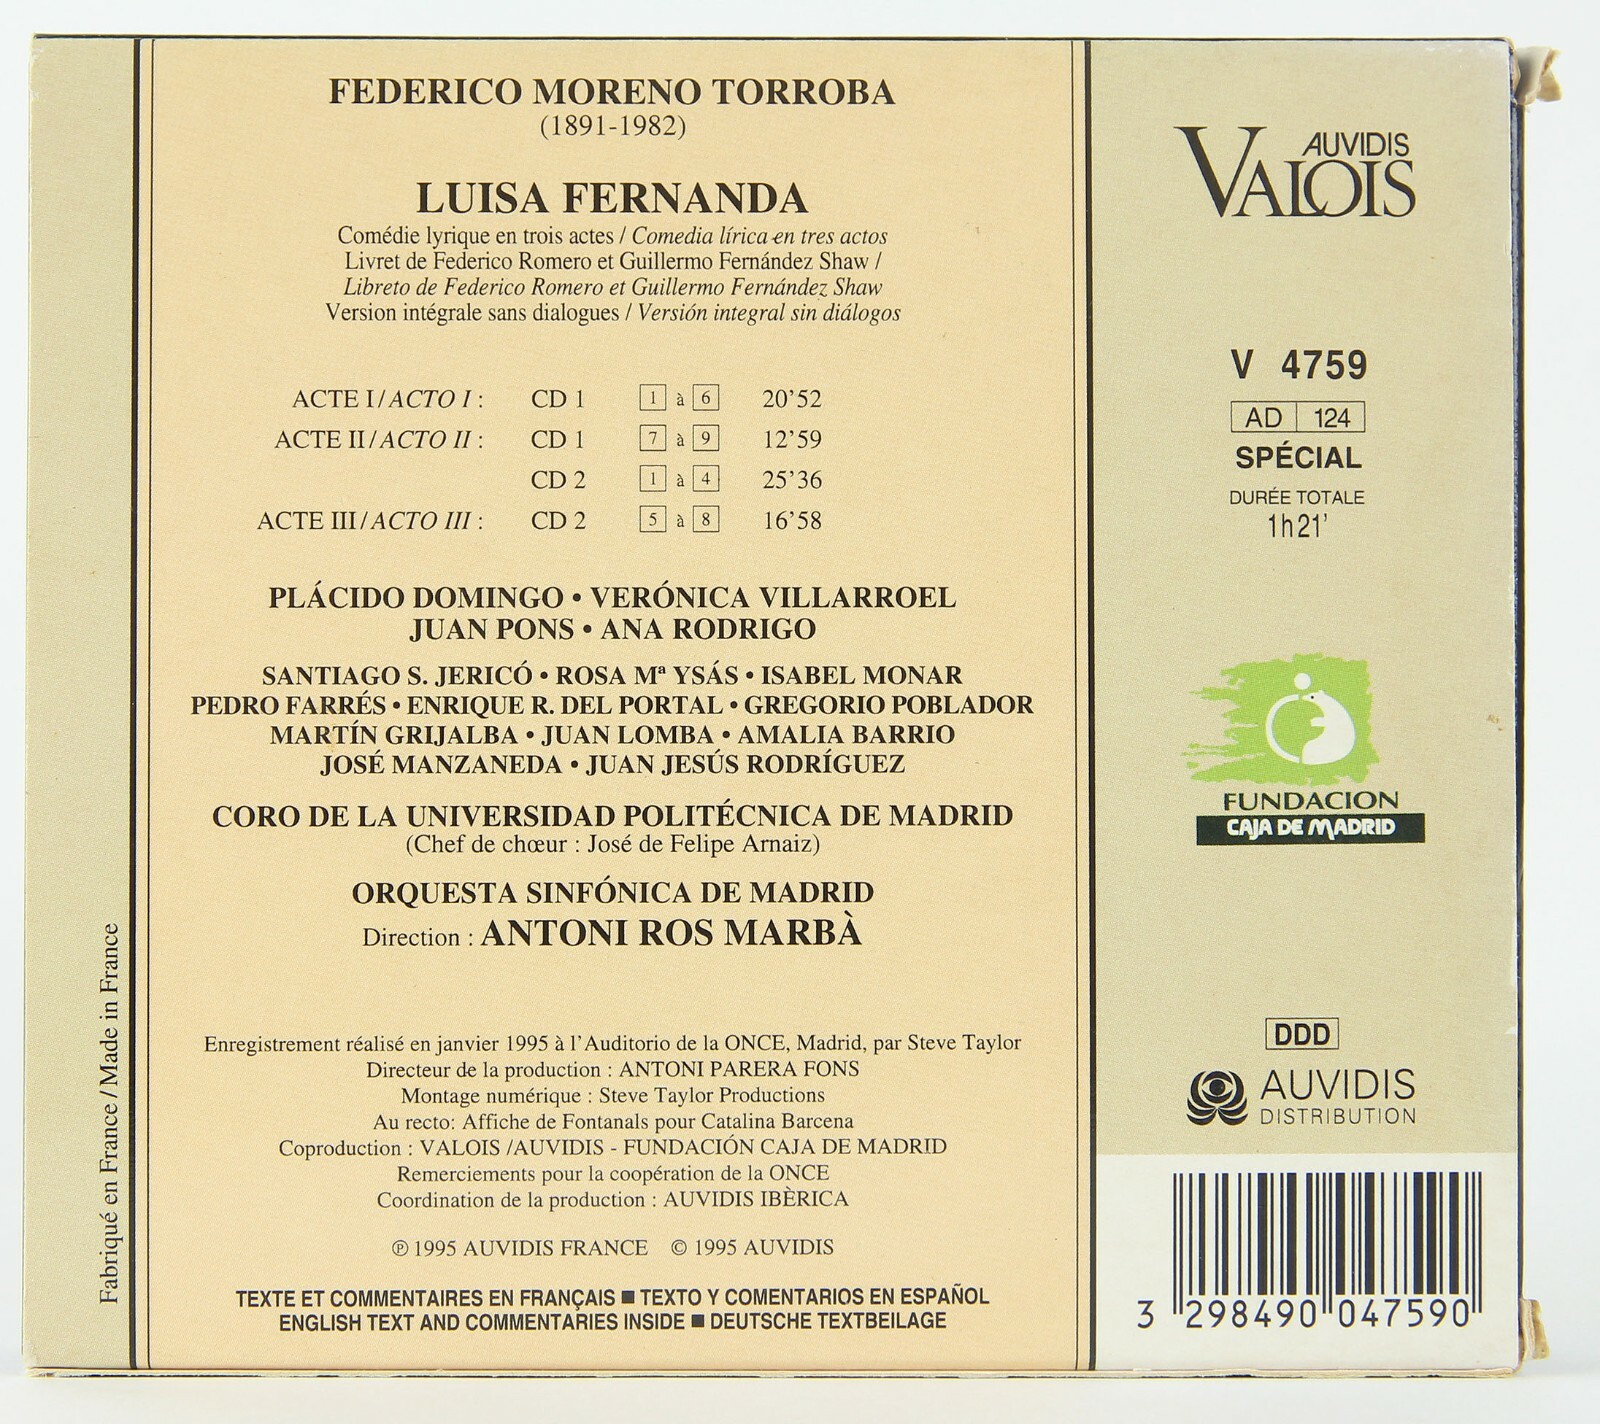 FEDERICO MORENO TORROBA
(1891-1982)
LUISA FERNANDA
Comédie lyrique en trois actes / Comedia lírica en tres actos
Livret de Federico Romero et Guillermo Fernández Shaw /
Libreto de Federico Romero et Guillermo Fernández Shaw
Version intégrale sans dialogues / Versión integral sin diálogos
ACTE I / ACTO I : CD 1 1 à 6 20’52
ACTE II / ACTO II : CD 1 7 à 9 12’59
CD 2 1 à 4 25’36
ACTE III / ACTO III : CD 2 5 à 8 16’58
PLÁCIDO DOMINGO • VERÓNICA VILLARROEL
JUAN PONS • ANA RODRIGO
SANTIAGO S. JERICÓ • ROSA Mª YSÁS • ISABEL MONAR
PEDRO FARRÉS • ENRIQUE R. DEL PORTAL • GREGORIO POBLADOR
MARTÍN GRIJALBA • JUAN LOMBA • AMALIA BARRIO
JOSÉ MANZANEDA • JUAN JESÚS RODRÍGUEZ
CORO DE LA UNIVERSIDAD POLITÉCNICA DE MADRID
(Chef de chœur : José de Felipe Arnaiz)
ORQUESTA SINFÓNICA DE MADRID
Direction : ANTONI ROS MARBÀ
Enregistrement réalisé en janvier 1995 à l’Auditorio de la ONCE, Madrid, par Steve Taylor
Directeur de la production : ANTONI PARERA FONS
Montage numérique : Steve Taylor Productions
Au recto: Affiche de Fontanals pour Catalina Barcena
Coproduction : VALOIS /AUVIDIS - FUNDACIÓN CAJA DE MADRID
Remerciements pour la coopération de la ONCE
Coordination de la production : AUVIDIS IBÈRICA
℗ 1995 AUVIDIS FRANCE © 1995 AUVIDIS
TEXTE ET COMMENTAIRES EN FRANÇAIS ■ TEXTO Y COMENTARIOS EN ESPAÑOL
ENGLISH TEXT AND COMMENTARIES INSIDE ■ DEUTSCHE TEXTBEILAGE
Fabriqué en France / Made in France
AUVIDIS
VALOIS
V 4759
AD 124
SPÉCIAL
DURÉE TOTALE
1h21'
FUNDACION
CAJA DE MADRID
DDD
AUVIDIS
DISTRIBUTION
3 298490 047590